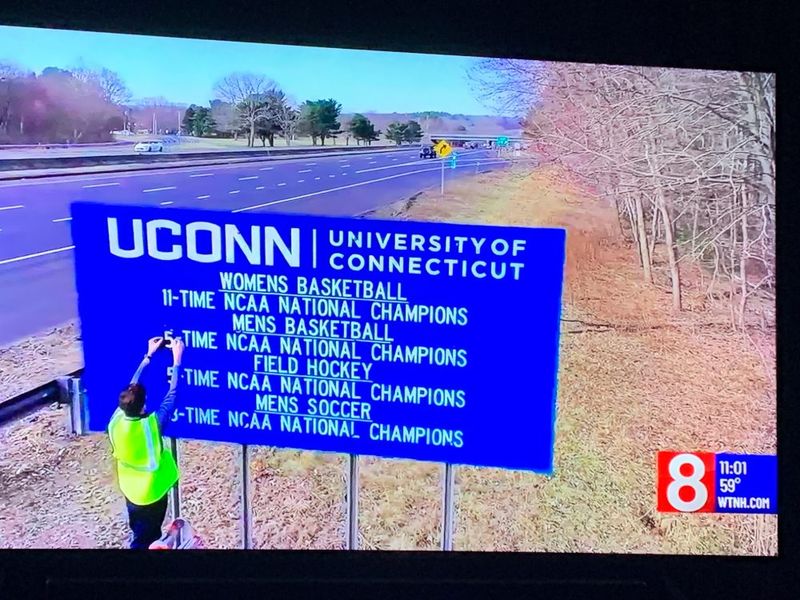 UCONN
UNIVERSITY OF
CONNECTICUT
WOMENS BASKETBALL
11-TIME NCAA NATIONAL CHAMPIONS
MENS BASKETBALL
-TIME NCAA NATIONAL CHAMPIONS
FIELD HOCKEY
-TIME NCAA NATIONAL CHAMPIONS
MENS SOCCER
3-TIME NCAA NATIONAL CHAMPIONS
8
11:01
59°
WTNH.COM